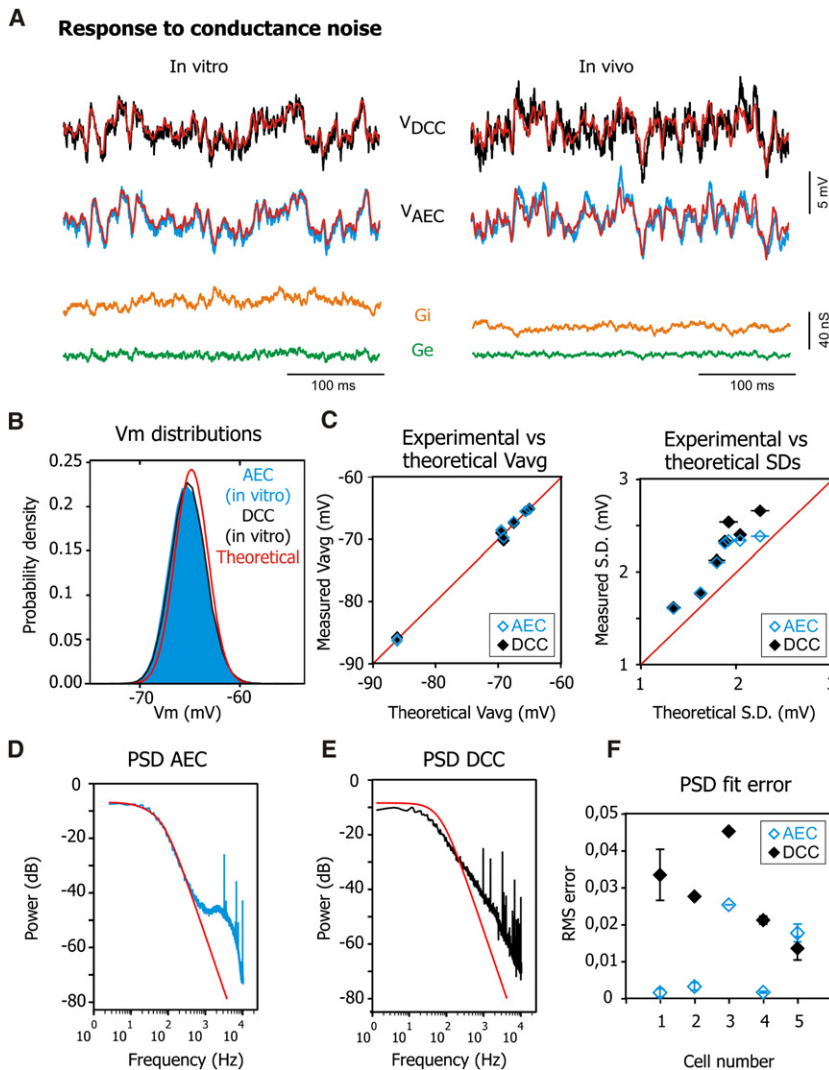 A
Response to conductance noise
In vitro
In vivo
VDCC
VAEC
5 mV
Gi
Ge
40 nS
100 ms
100 ms
B
Vm distributions
Probability density
0.25
0.20
0.15
0.10
0.05
0.00
AEC
(in vitro)
DCC
(in vitro)
Theoretical
-70
-60
Vm (mV)
C
Experimental vs
theoretical Vavg
Measured Vavg (mV)
-60
-70
-80
-90
AEC
DCC
-90
-80
-70
-60
Theoretical Vavg (mV)
Experimental vs
theoretical SDs
Measured S.D. (mV)
3
2
1
AEC
DCC
1
2
3
Theoretical S.D. (mV)
D
PSD AEC
Power (dB)
0
-20
-40
-60
-80
10^0
10^1
10^2
10^3
10^4
Frequency (Hz)
E
PSD DCC
Power (dB)
0
-20
-40
-60
-80
10^0
10^1
10^2
10^3
10^4
Frequency (Hz)
F
PSD fit error
RMS error
0,05
0,04
0,03
0,02
0,01
0
AEC
DCC
1
2
3
4
5
Cell number